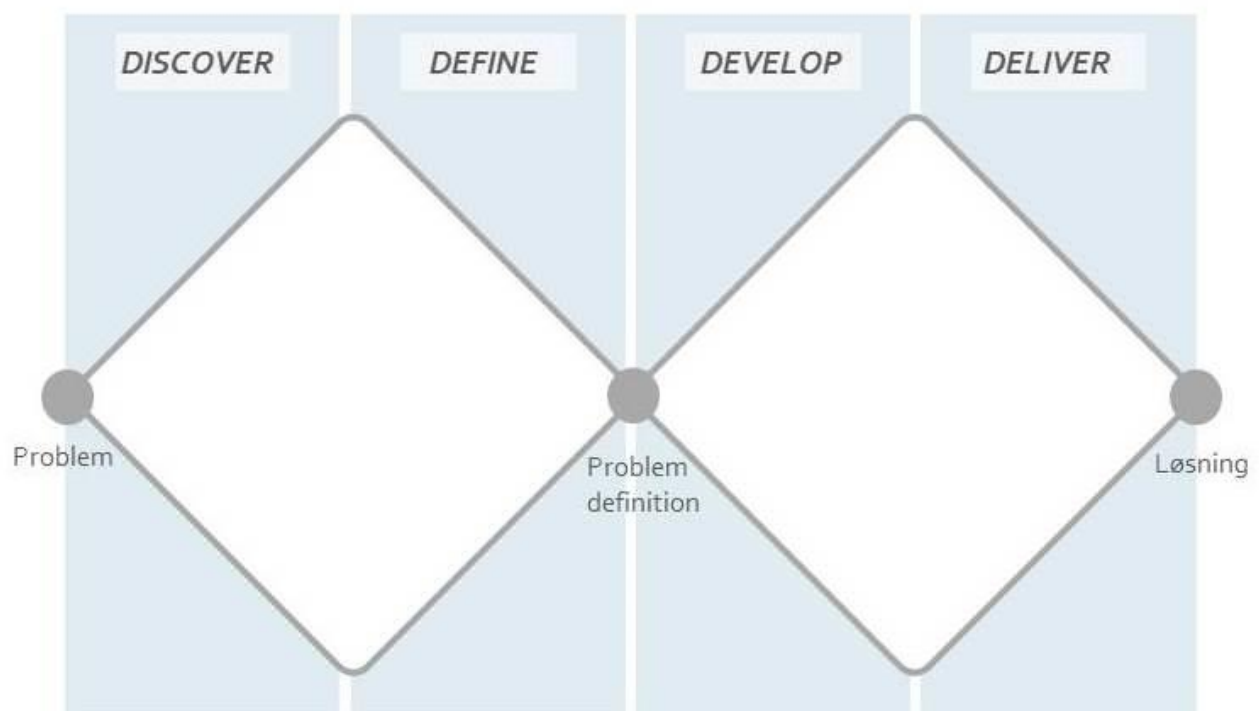 DISCOVER
DEFINE
DEVELOP
DELIVER
Problem
Problem
definition
Løsning